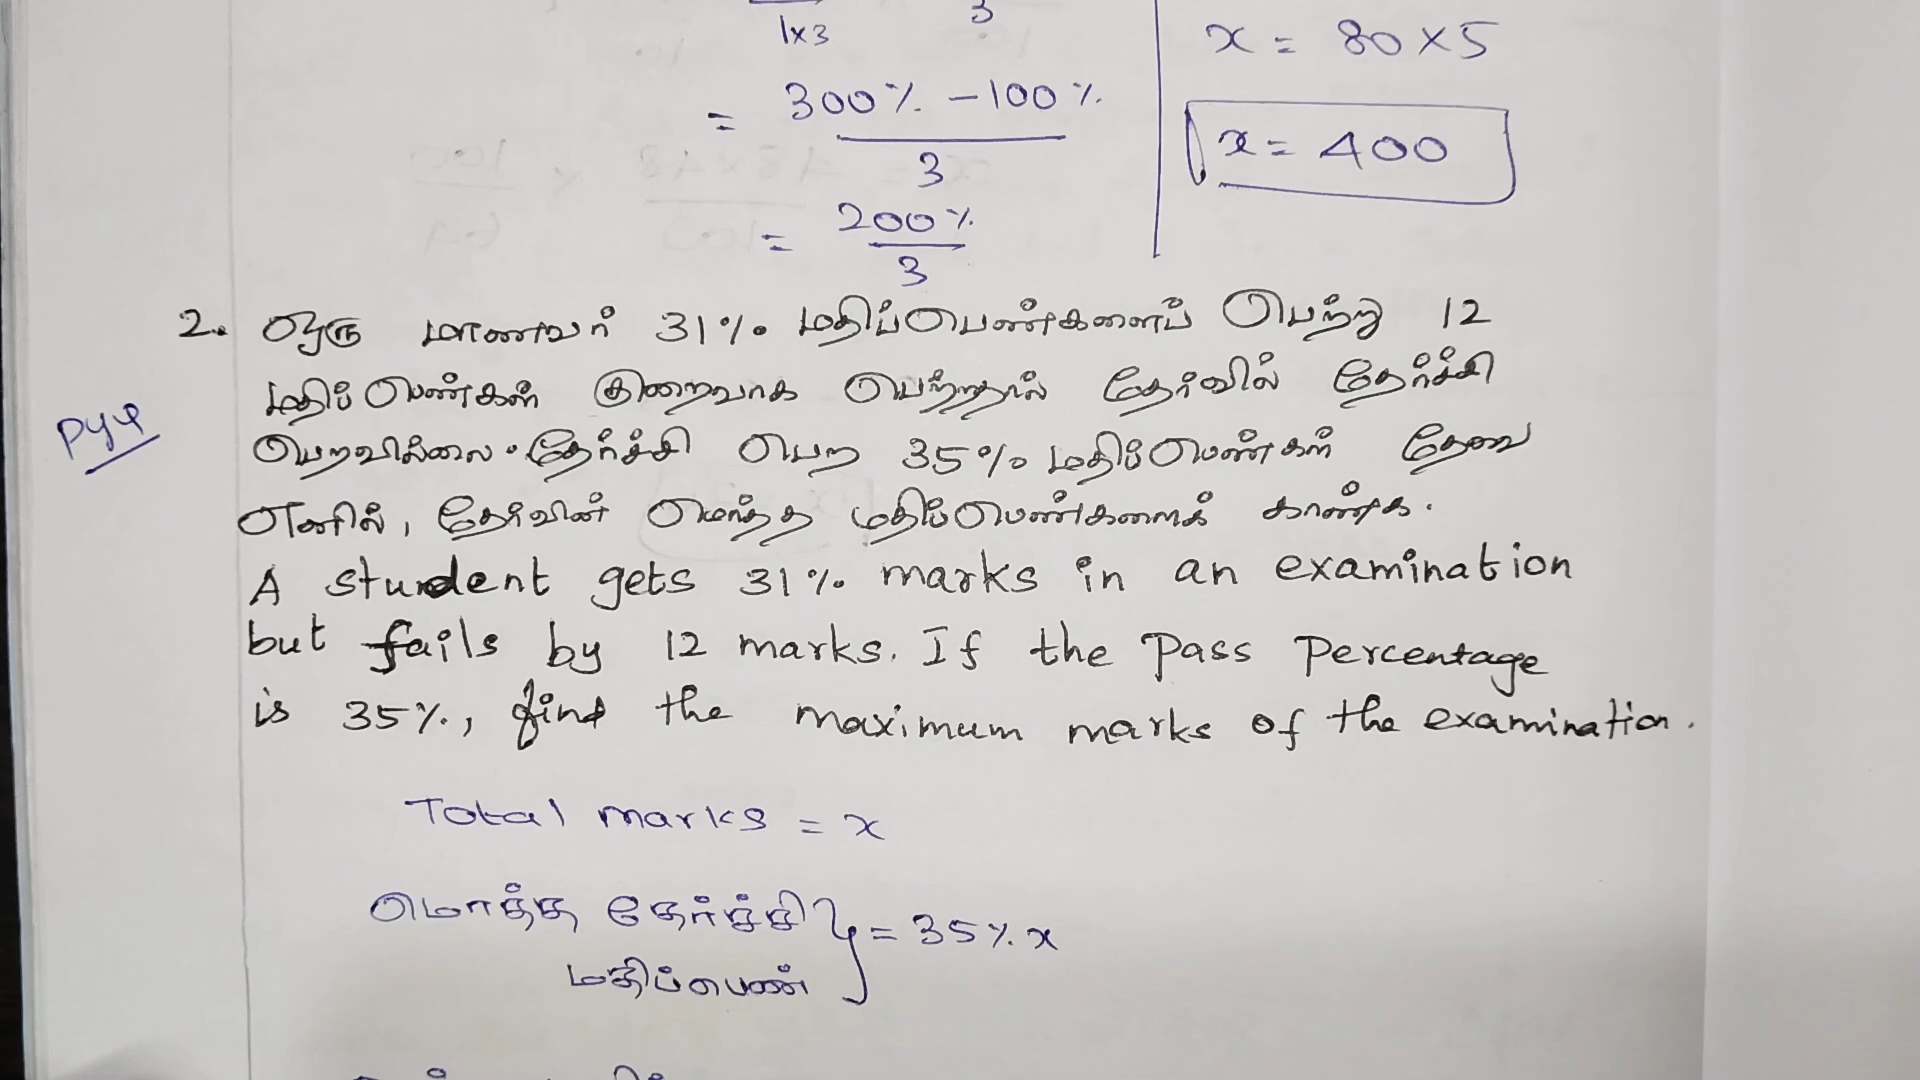 1x3 3
= 300% - 100%
3
= 200%
3
x = 80 x 5
x = 400
PYQ
2. ஒரு மாணவர் 31% மதிப்பெண்களைப் பெற்று 12
மதிப்பெண்கள் குறைவாக பெற்றதால் தேர்வில் தேர்ச்சி
பெறவில்லை. தேர்ச்சி பெற 35% மதிப்பெண்கள் தேவை
எனில், தேர்வின் மொத்த மதிப்பெண்களைக் காண்க.
A student gets 31% marks in an examination
but fails by 12 marks. If the pass percentage
is 35%, find the maximum marks of the examination.
Total marks = x
மொத்த தேர்ச்சி } = 35% x
மதிப்பெண்